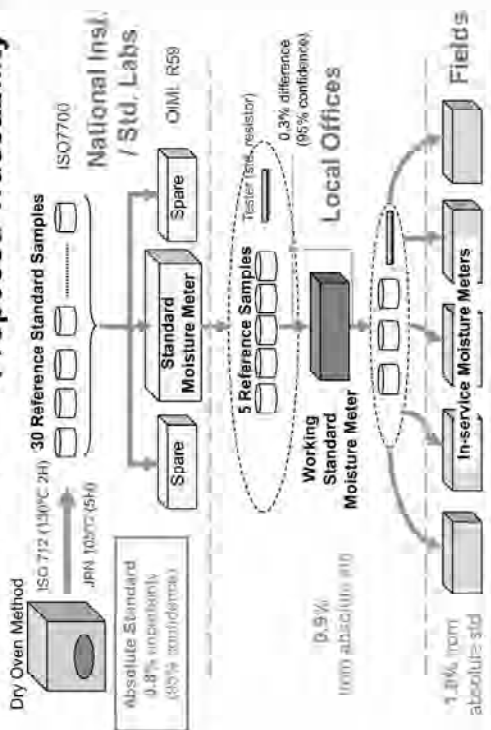 Proposed Traceability
Dry Oven Method
ISO 712 (130℃ 2H)
JPN 105℃ (5H)
30 Reference Standard Samples
ISO7700
National Inst.
/ Std. Labs.
OIML R59
Absolute Standard
0.8% uncertainty
(95% confidence)
Spare
Standard
Moisture Meter
Spare
5 Reference Samples
Tester (std. resistor)
0.3% difference
(95% confidence)
Working
Standard
Moisture Meter
Local Offices
0.9%
from absolute std
In-service Moisture Meters
Fields
from
absolute std